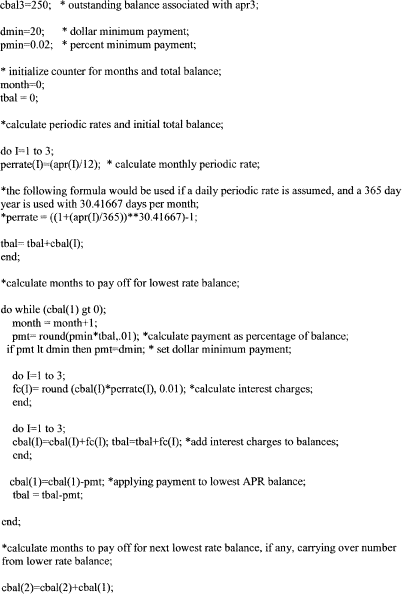 cbal3=250; * outstanding balance associated with apr3;
dmin=20; * dollar minimum payment;
pmin=0.02; * percent minimum payment;
* initialize counter for months and total balance;
month=0;
tbal = 0;
*calculate periodic rates and initial total balance;
do I=1 to 3;
perrate(I)=(apr(I)/12); * calculate monthly periodic rate;
*the following formula would be used if a daily periodic rate is assumed, and a 365 day
year is used with 30.41667 days per month;
*perrate = ((1+(apr(I)/365))**30.41667)-1;
tbal= tbal+cbal(I);
end;
*calculate months to pay off for lowest rate balance;
do while (cbal(1) gt 0);
month = month+1;
pmt= round(pmin*tbal,.01); *calculate payment as percentage of balance;
if pmt lt dmin then pmt=dmin; * set dollar minimum payment;
do I=1 to 3;
fc(I)= round (cbal(I)*perrate(I), 0.01); *calculate interest charges;
end;
do I=1 to 3;
cbal(I)=cbal(I)+fc(I); tbal=tbal+fc(I); *add interest charges to balances;
end;
cbal(1)=cbal(1)-pmt; *applying payment to lowest APR balance;
tbal = tbal-pmt;
end;
*calculate months to pay off for next lowest rate balance, if any, carrying over number
from lower rate balance;
cbal(2)=cbal(2)+cbal(1);